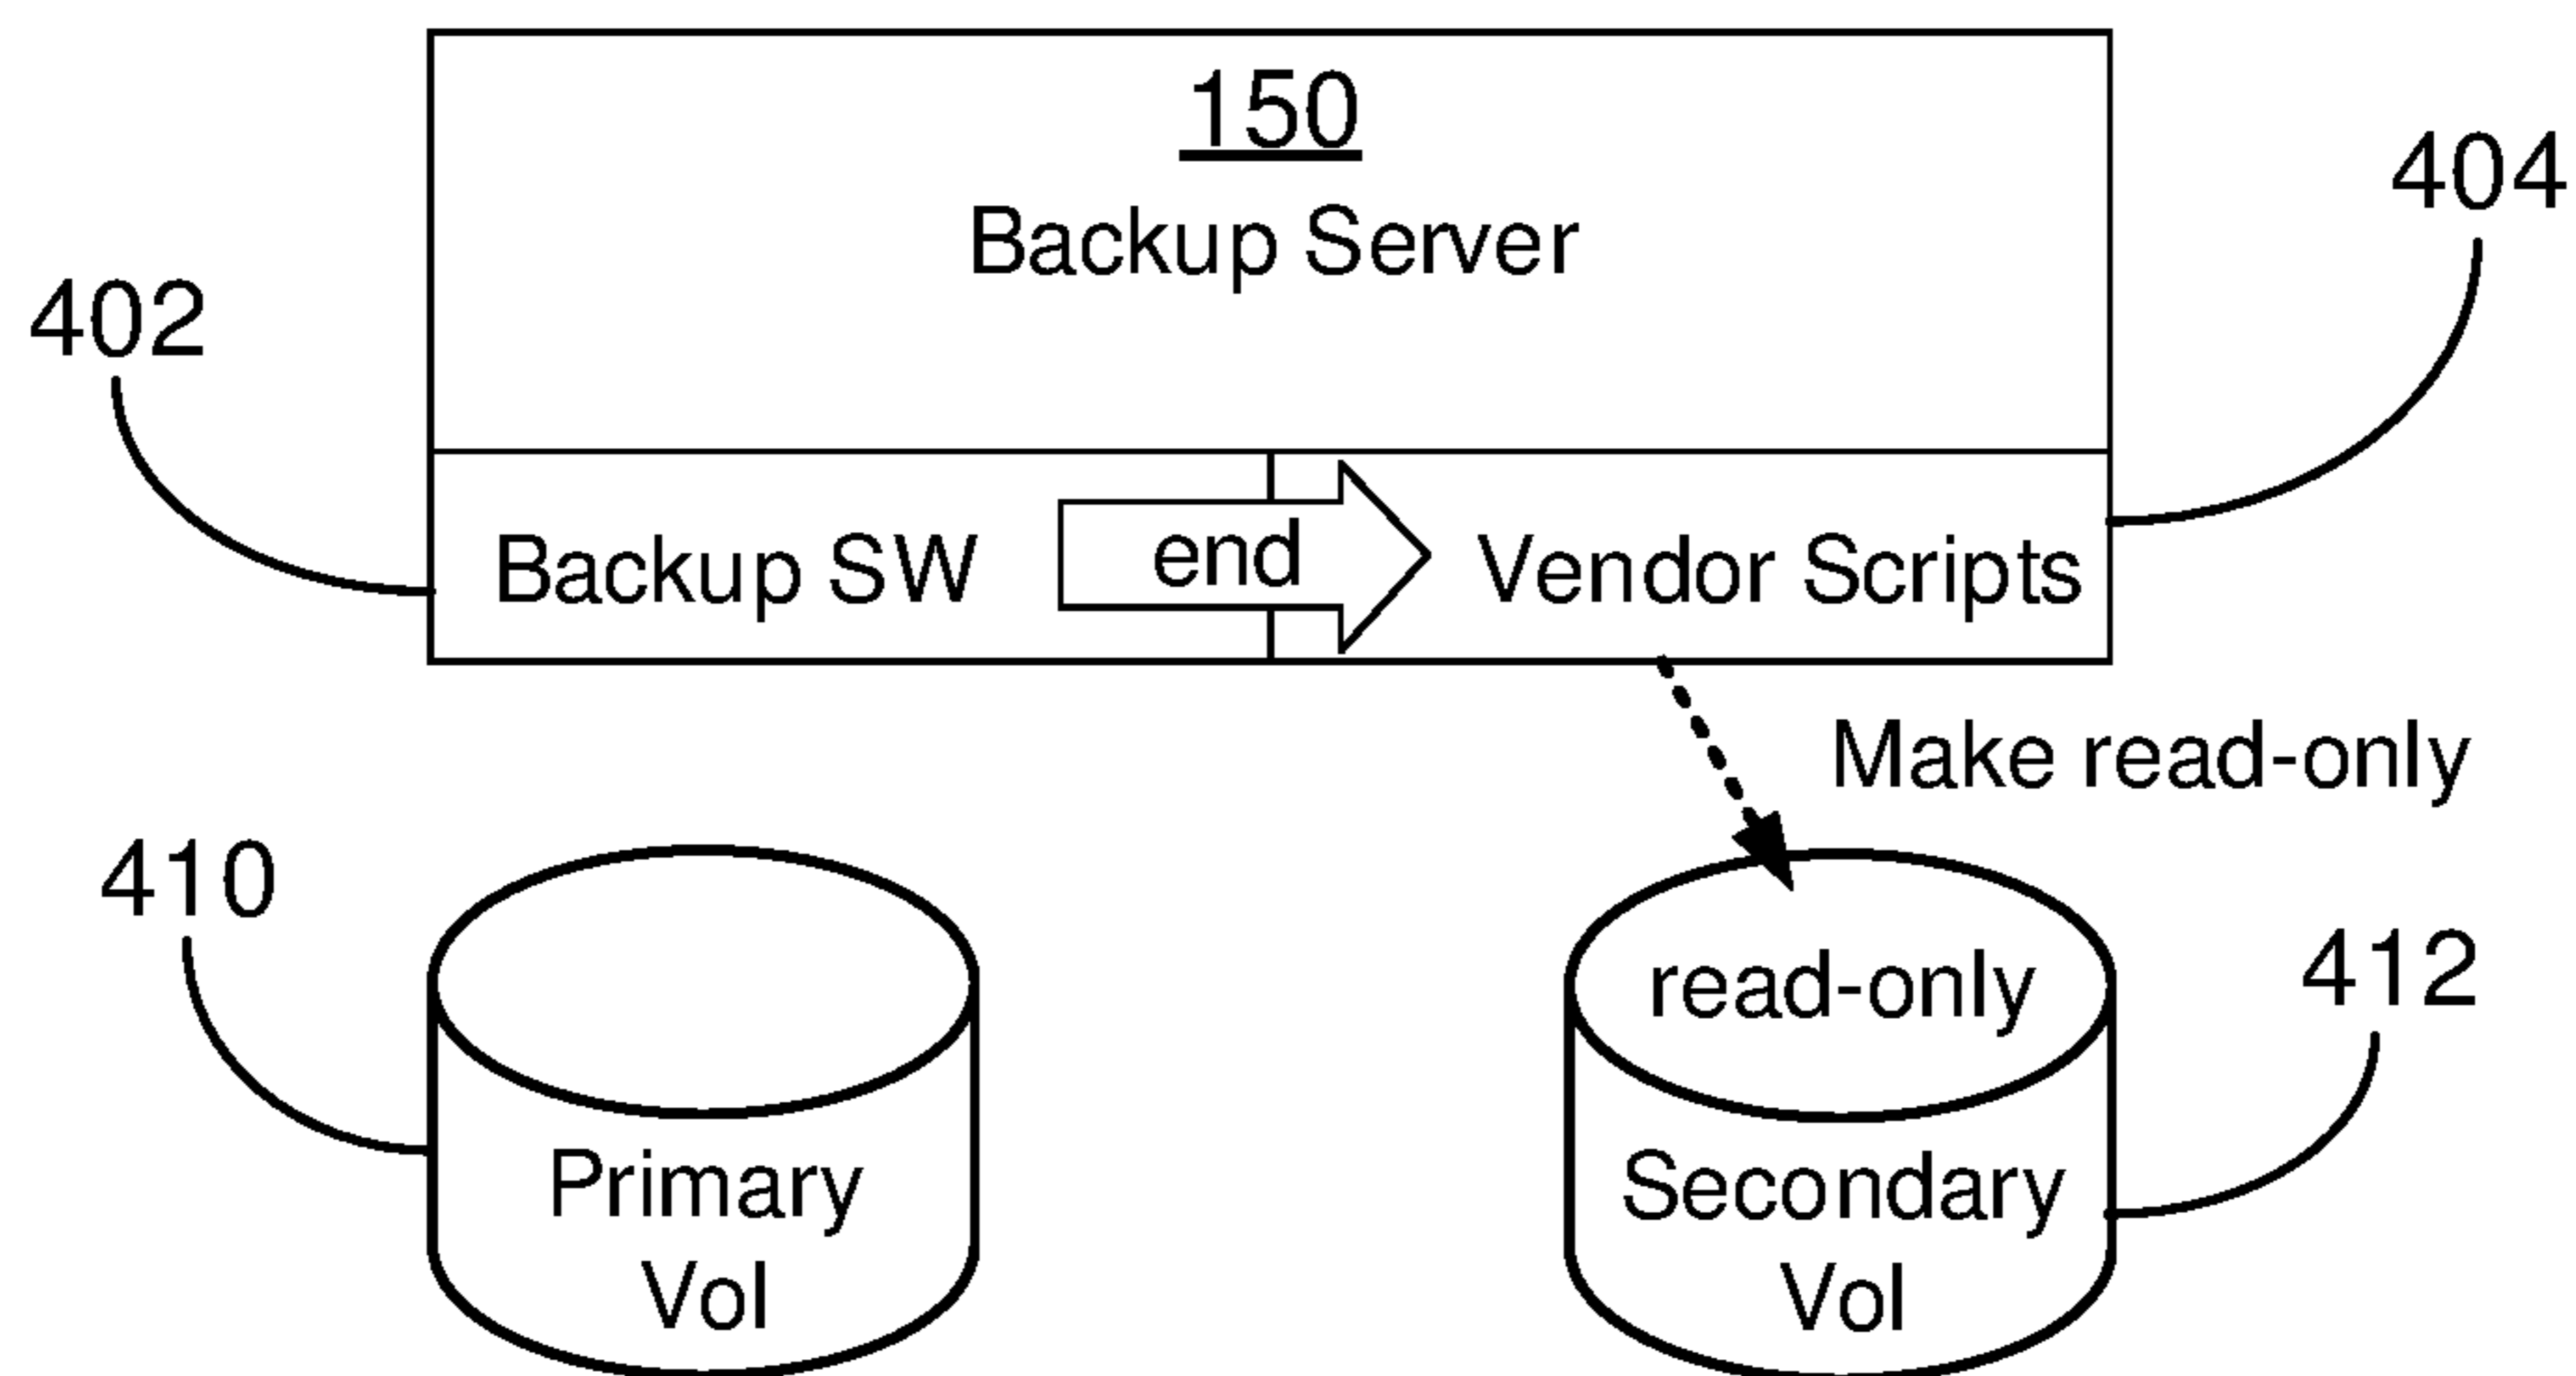 150
Backup Server
404
402
Backup SW
end
Vendor Scripts
Make read-only
410
read-only
412
Primary
Vol
Secondary
Vol